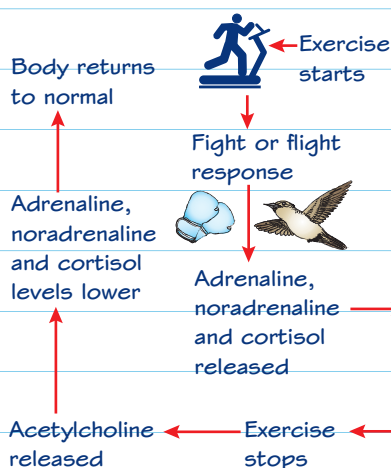 Exercise
starts
Fight or flight
response
Adrenaline,
noradrenaline
and cortisol
released
Exercise
stops
Acetylcholine
released
Adrenaline,
noradrenaline
and cortisol
levels lower
Body returns
to normal